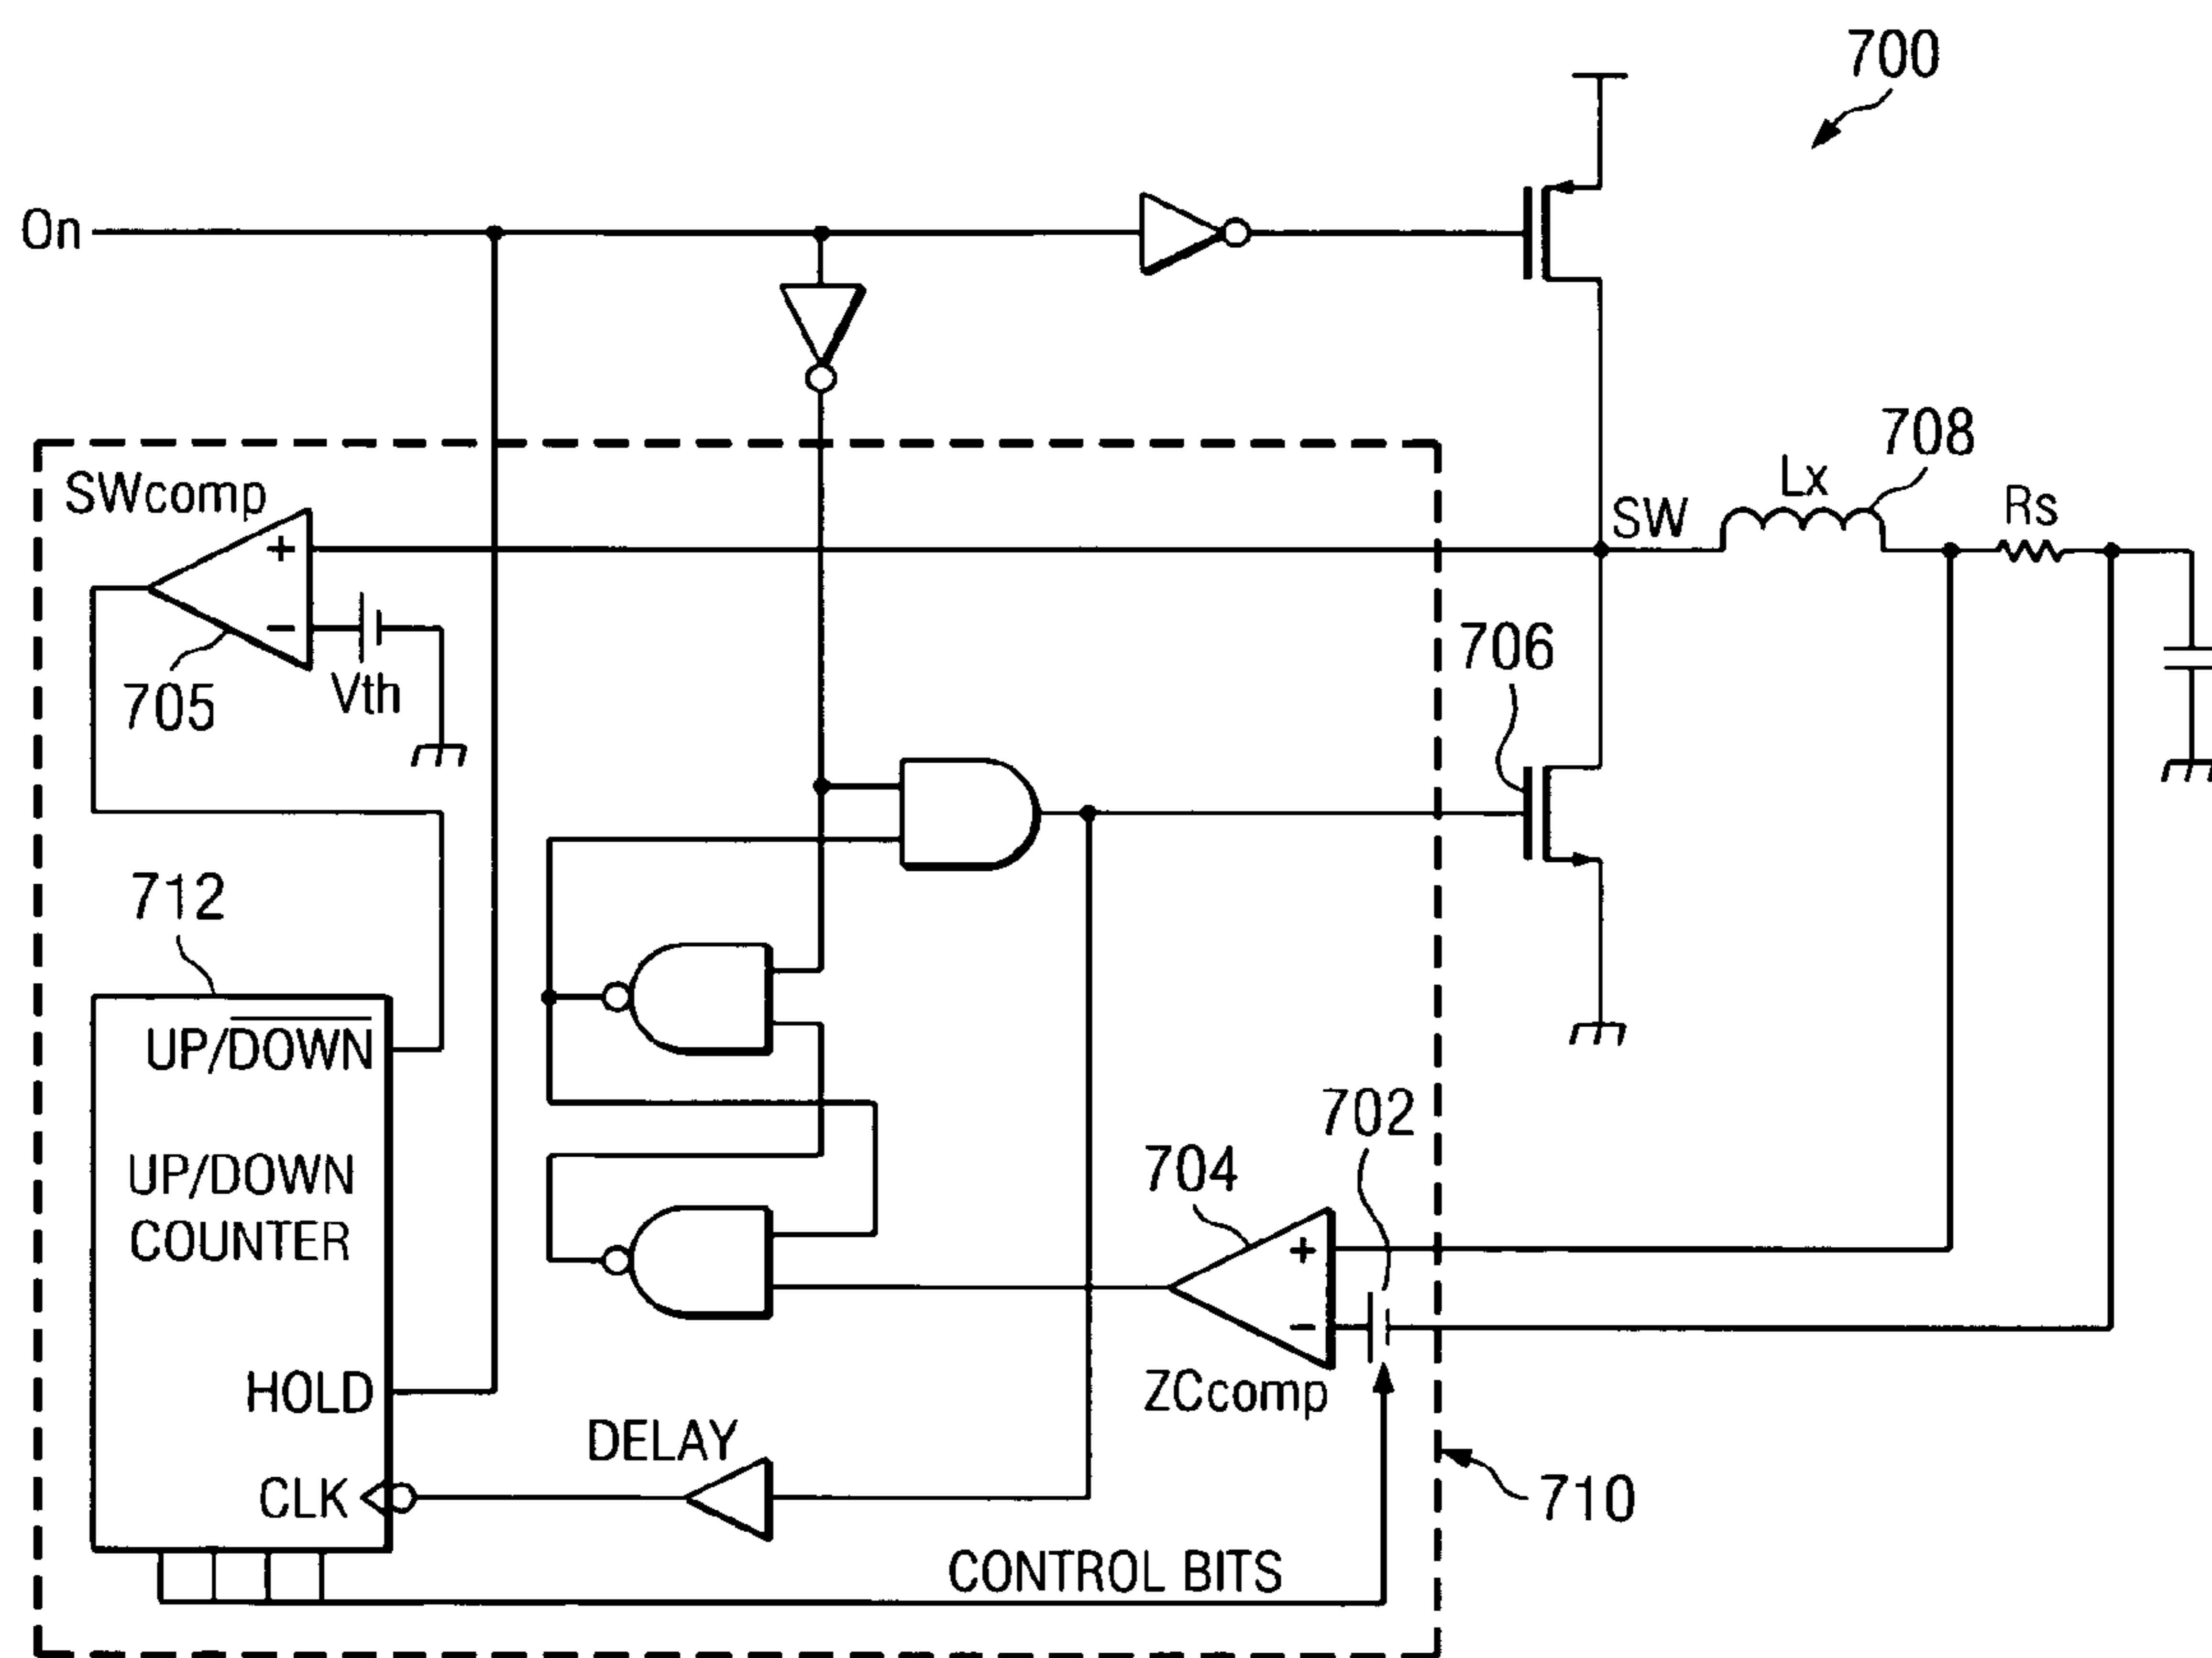 700
On
708
SWcomp
Lx
SW
Rs
+
−
706
705
Vth
712
UP/DOWN
702
704
UP/DOWN
COUNTER
+
−
HOLD
ZCcomp
DELAY
CLK
710
CONTROL BITS